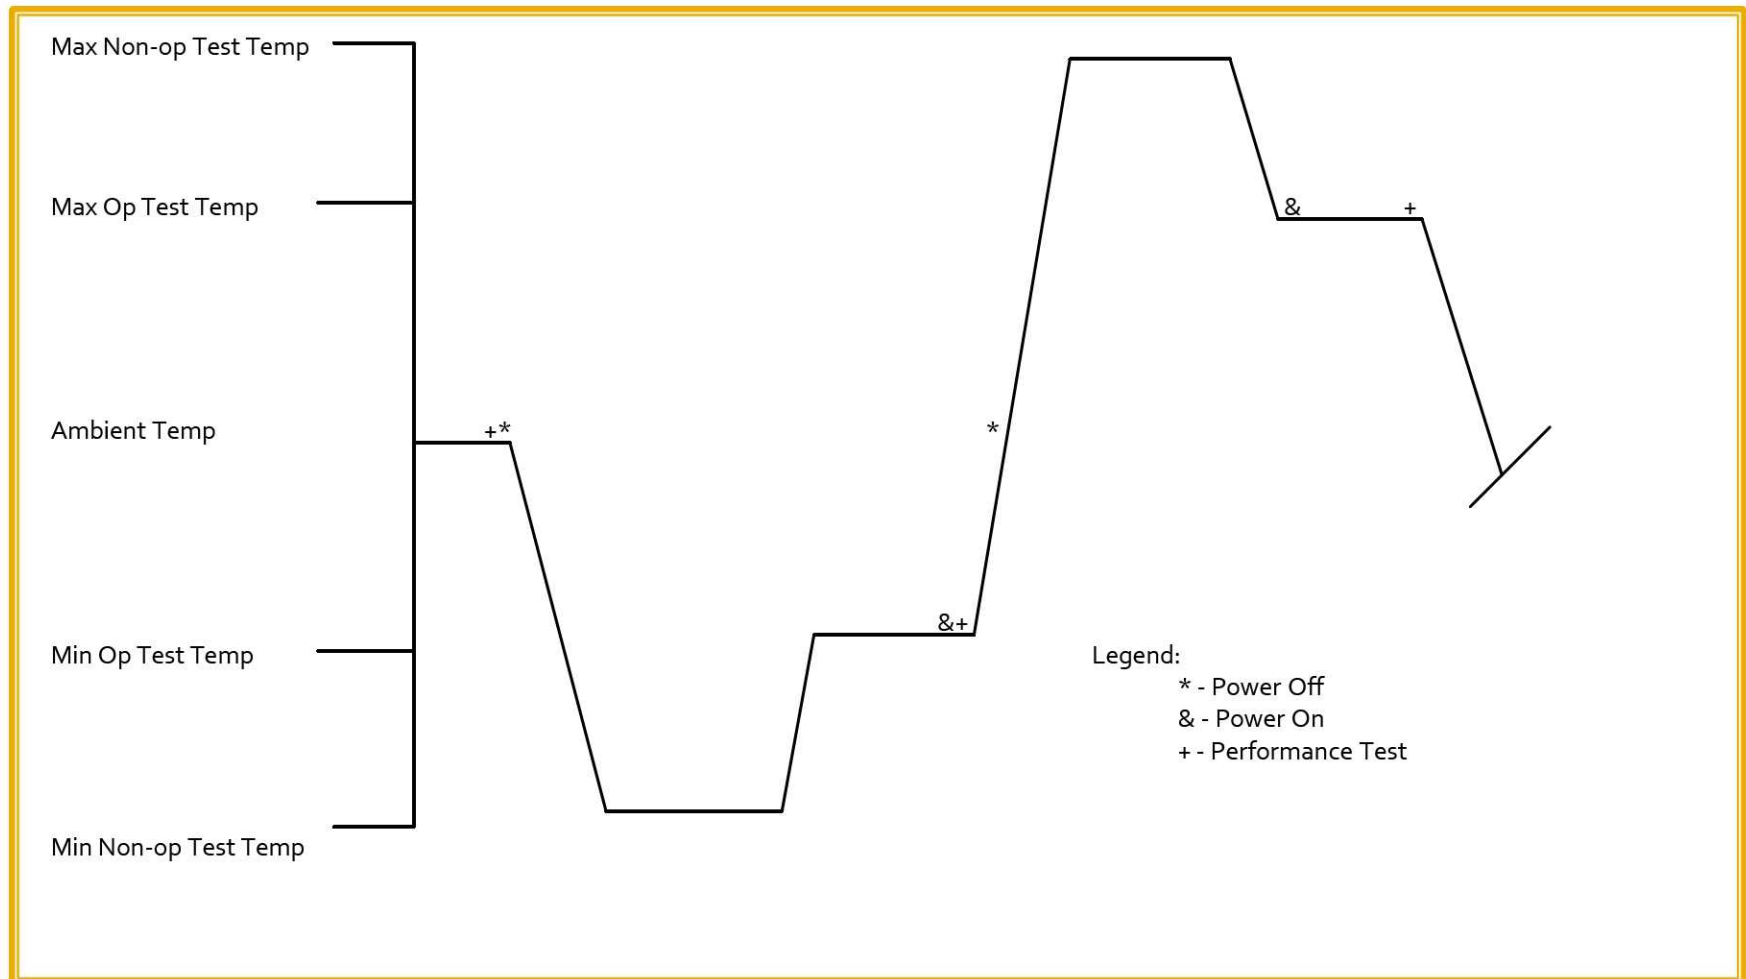 Max Non-op Test Temp
Max Op Test Temp
& +
Ambient Temp
+*
*
&+
Min Op Test Temp
Legend:
* - Power Off
& - Power On
+ - Performance Test
Min Non-op Test Temp